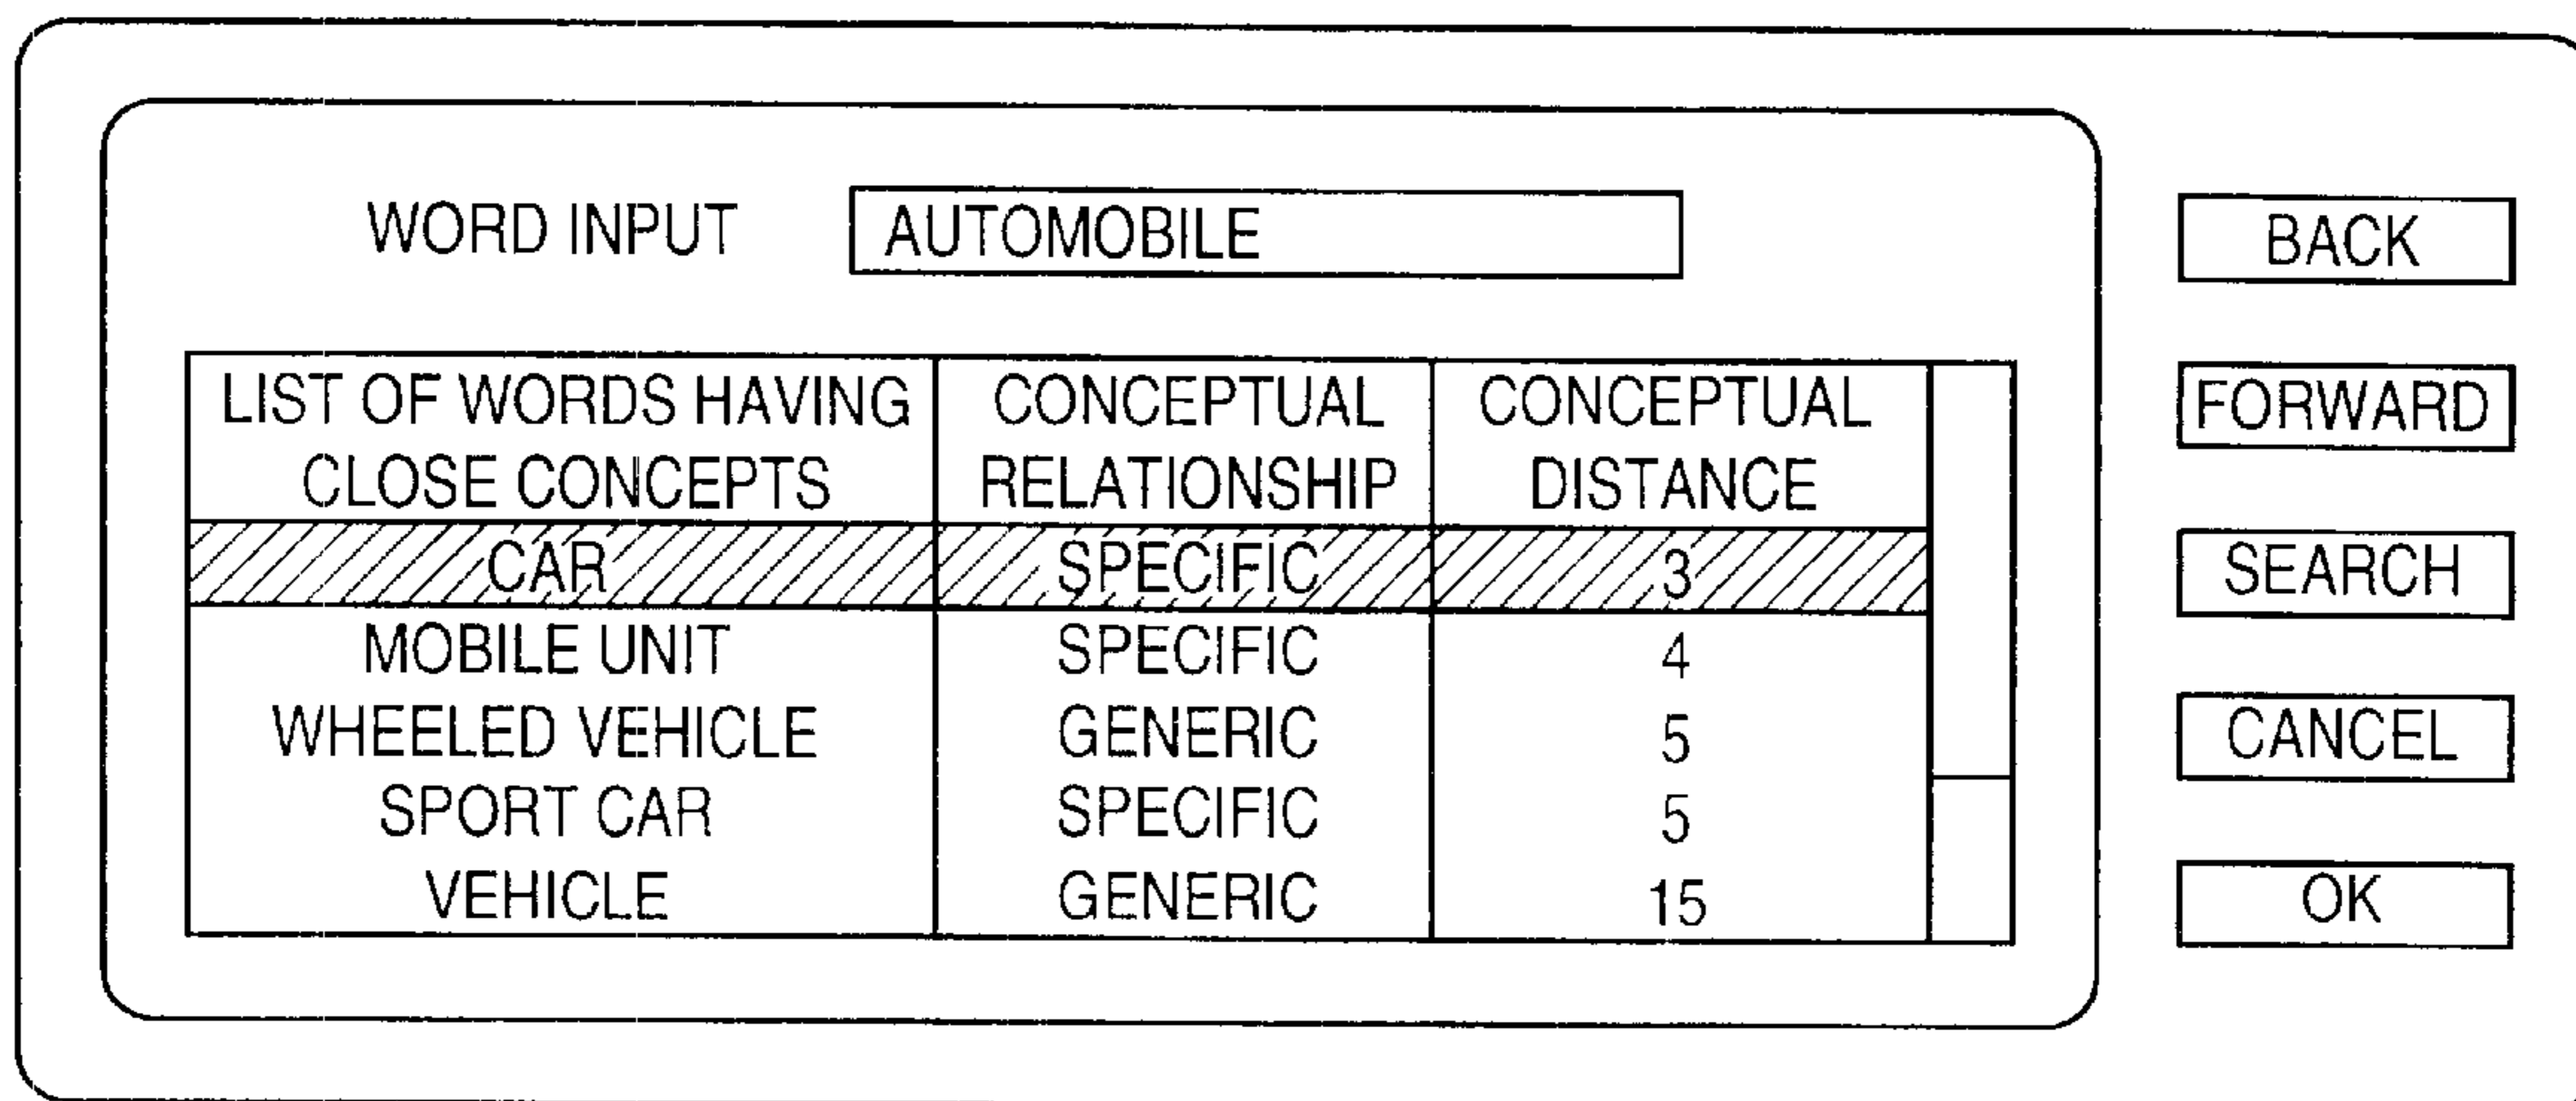 WORD INPUT AUTOMOBILE
BACK
LIST OF WORDS HAVING CLOSE CONCEPTS CONCEPTUAL RELATIONSHIP CONCEPTUAL DISTANCE
FORWARD
CAR SPECIFIC 3
SEARCH
MOBILE UNIT SPECIFIC 4
WHEELED VEHICLE GENERIC 5
CANCEL
SPORT CAR SPECIFIC 5
VEHICLE GENERIC 15
OK